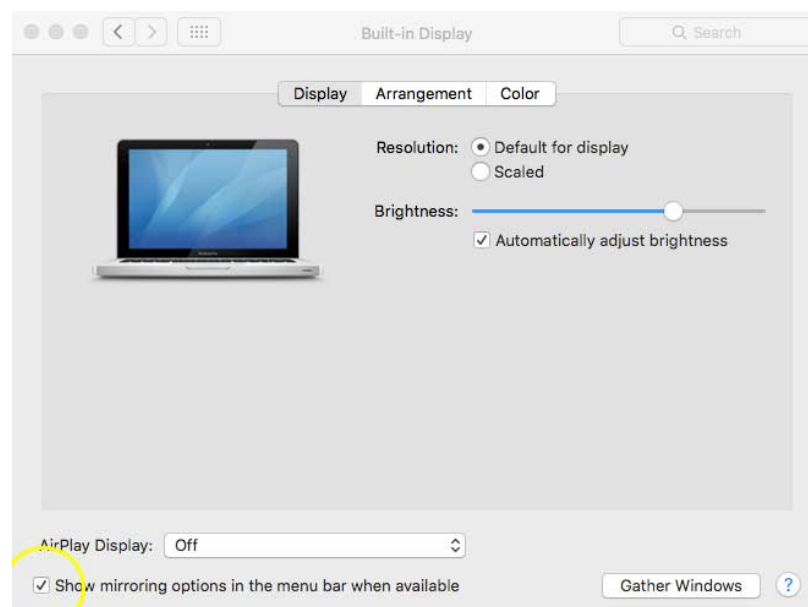 Built-in Display
Search
Display Arrangement Color
Resolution: Default for display
Scaled
Brightness:
Automatically adjust brightness
AirPlay Display: Off
Show mirroring options in the menu bar when available
Gather Windows ?